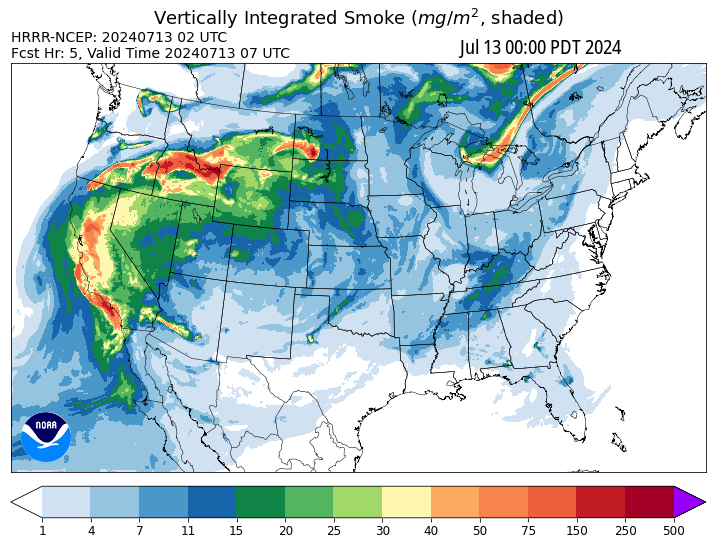 Vertically Integrated Smoke (mg/m², shaded)
HRRR-NCEP: 20240713 02 UTC
Fcst Hr: 5, Valid Time 20240713 07 UTC
Jul 13 00:00 PDT 2024
NOAA
1 4 7 11 15 20 25 30 40 50 75 150 250 500